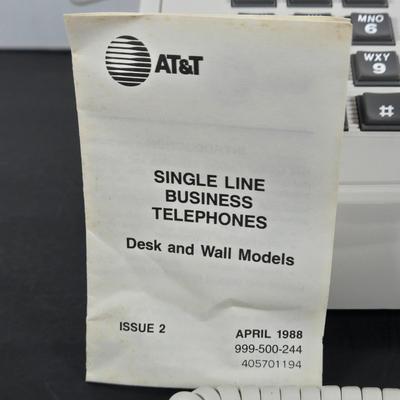 AT&T
SINGLE LINE
BUSINESS
TELEPHONES
Desk and Wall Models
ISSUE 2
APRIL 1988
999-500-244
405701194
MNO
6
WXY
9
#